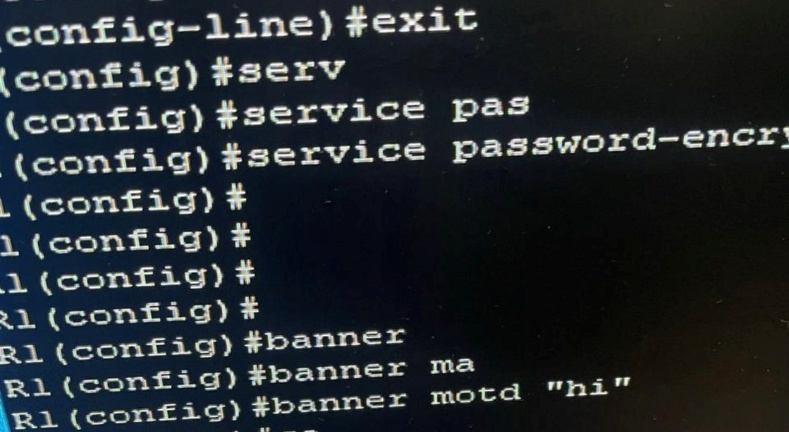 config-line)#exit
(config)#serv
(config)#service pas
(config)#service password-encry
1(config)#
1(config)#
1(config)#
R1(config)#
R1(config)#banner
R1(config)#banner ma
R1(config)#banner motd "hi"